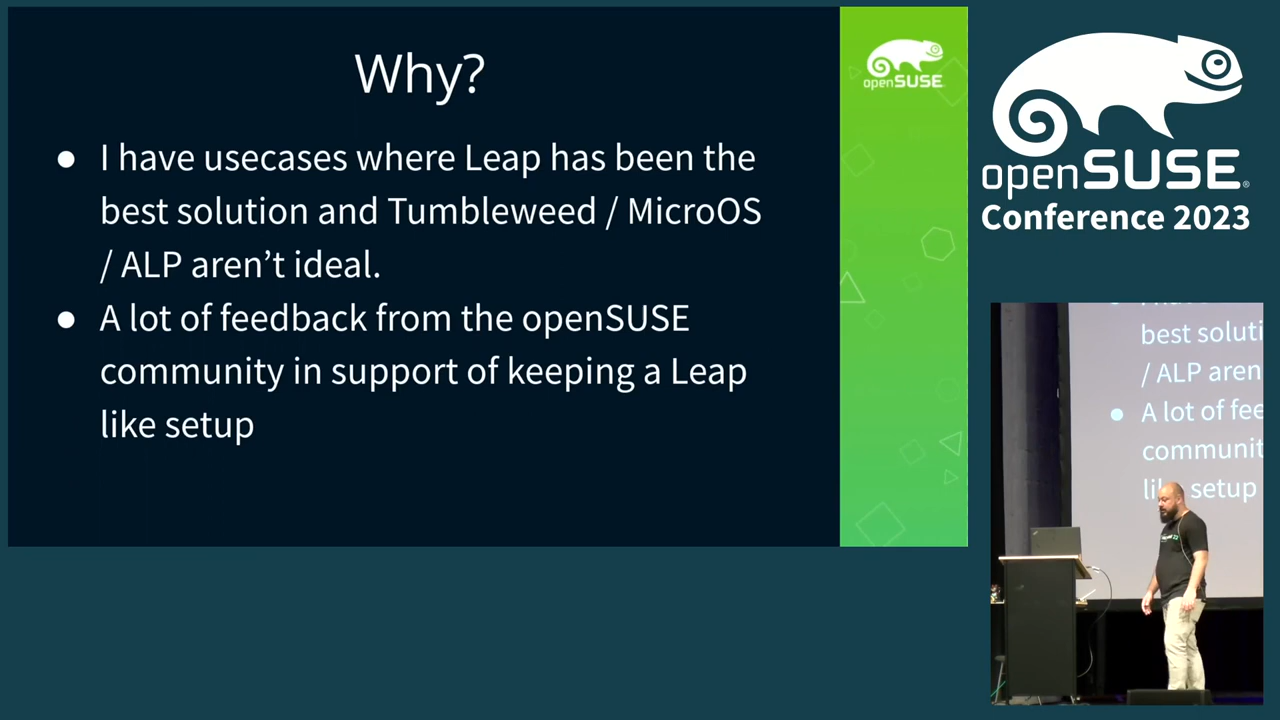 Why?
● I have usecases where Leap has been the
best solution and Tumbleweed / MicroOS
/ ALP aren't ideal.
● A lot of feedback from the openSUSE
community in support of keeping a Leap
like setup
openSUSE
openSUSE®
Conference 2023
best soluti
/ ALP aren
● A lot of fee
communit
setup